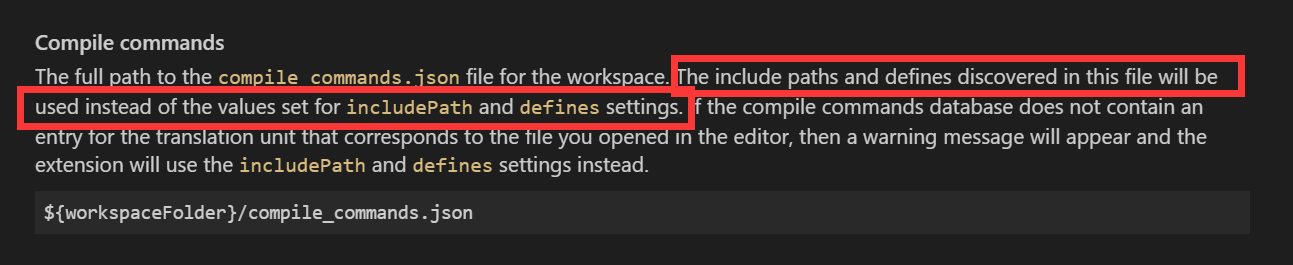 Compile commands
The full path to the compile_commands.json file for the workspace. The include paths and defines discovered in this file will be
used instead of the values set for includePath and defines settings. If the compile commands database does not contain an
entry for the translation unit that corresponds to the file you opened in the editor, then a warning message will appear and the
extension will use the includePath and defines settings instead.
${workspaceFolder}/compile_commands.json